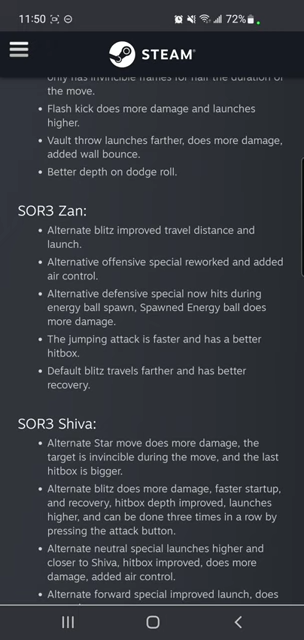 11:50
72%
STEAM®
only has invincible frames for half the duration of
the move.
• Flash kick does more damage and launches
higher.
• Vault throw launches farther, does more damage,
added wall bounce.
• Better depth on dodge roll.
SOR3 Zan:
• Alternate blitz improved travel distance and
launch.
• Alternative offensive special reworked and added
air control.
• Alternative defensive special now hits during
energy ball spawn, Spawned Energy ball does
more damage.
• The jumping attack is faster and has a better
hitbox.
• Default blitz travels farther and has better
recovery.
SOR3 Shiva:
• Alternate Star move does more damage, the
target is invincible during the move, and the last
hitbox is bigger.
• Alternate blitz does more damage, faster startup,
and recovery, hitbox depth improved, launches
higher, and can be done three times in a row by
pressing the attack button.
• Alternate neutral special launches higher and
closer to Shiva, hitbox improved, does more
damage, added air control.
• Alternate forward special improved launch, does